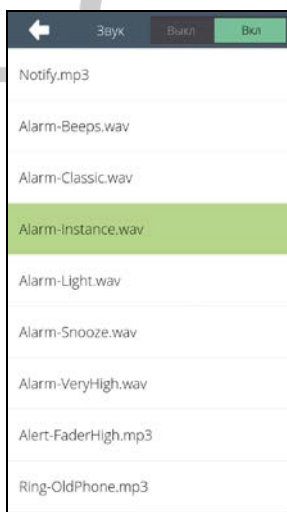 Звук Выкл Вкл
Notify.mp3
Alarm-Beeps.wav
Alarm-Classic.wav
Alarm-Instance.wav
Alarm-Light.wav
Alarm-Snooze.wav
Alarm-VeryHigh.wav
Alert-FaderHigh.mp3
Ring-OldPhone.mp3